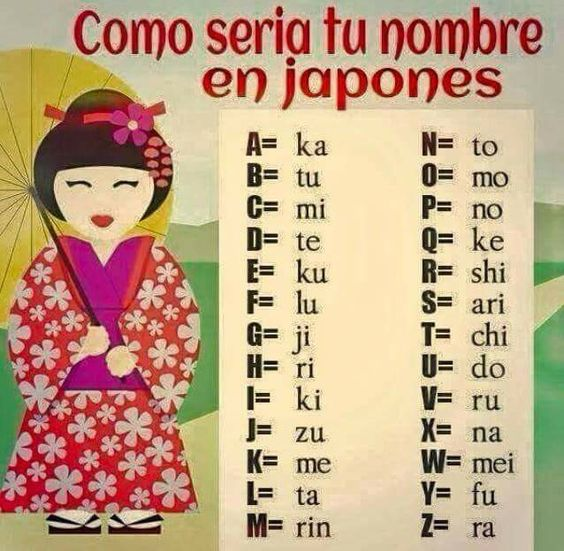 Como seria tu nombre
en japones
A= ka
B= tu
C= mi
D= te
E= ku
F= lu
G= ji
H= ri
I= ki
J= zu
K= me
L= ta
M= rin
N= to
O= mo
P= no
Q= ke
R= shi
S= ari
T= chi
U= do
V= ru
X= na
W= mei
Y= fu
Z= ra